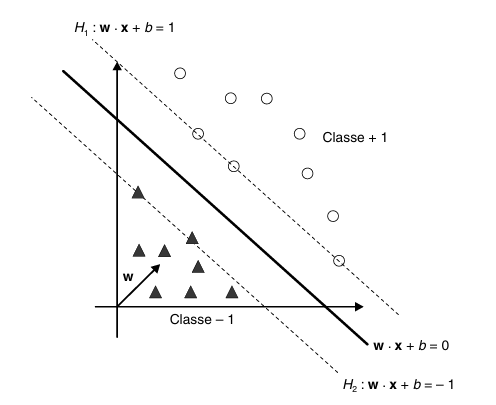 H₁ : w · x + b = 1
Classe + 1
w
Classe – 1
w · x + b = 0
H₂ : w · x + b = – 1